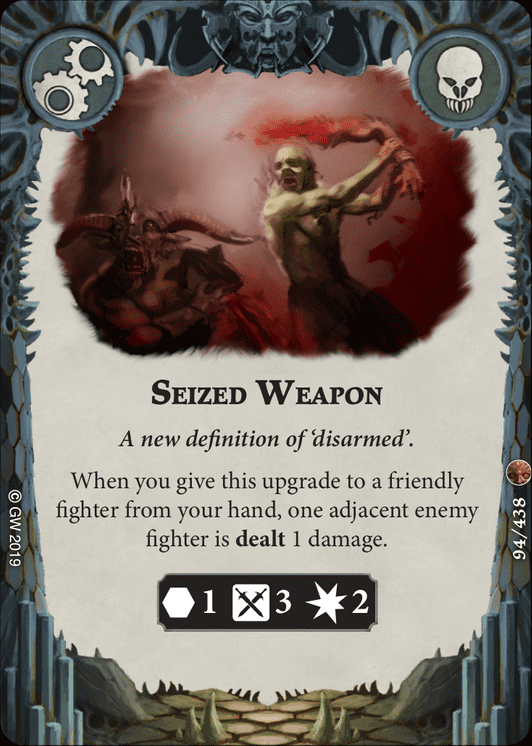 SEIZED WEAPON
A new definition of ‘disarmed’.
When you give this upgrade to a friendly
fighter from your hand, one adjacent enemy
fighter is dealt 1 damage.
1 3 2
© GW 2019
94/438